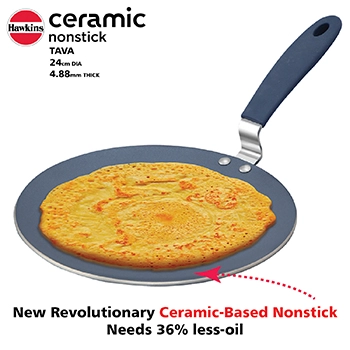 Hawkins
ceramic
nonstick
TAVA
24cm DIA
4.88mm THICK
New Revolutionary Ceramic-Based Nonstick
Needs 36% less-oil